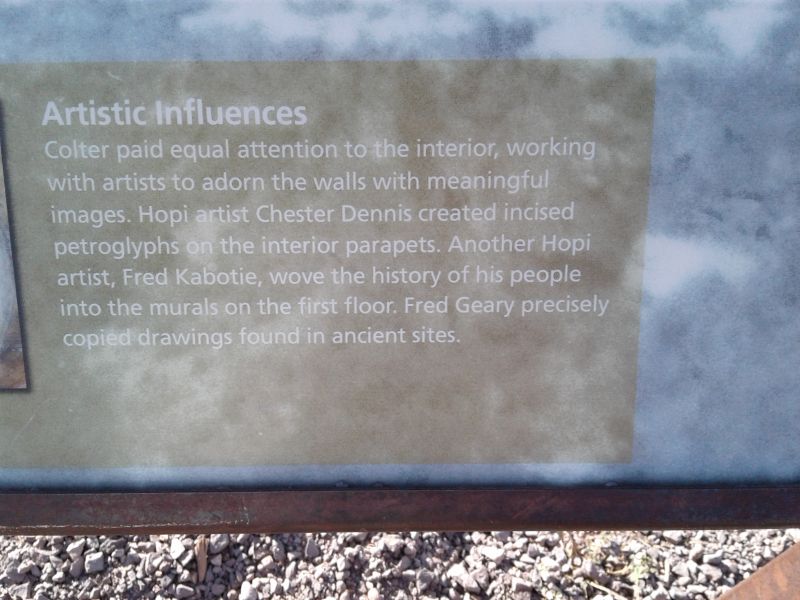 Artistic Influences
Colter paid equal attention to the interior, working
with artists to adorn the walls with meaningful
images. Hopi artist Chester Dennis created incised
petroglyphs on the interior parapets. Another Hopi
artist, Fred Kabotie, wove the history of his people
into the murals on the first floor. Fred Geary precisely
copied drawings found in ancient sites.